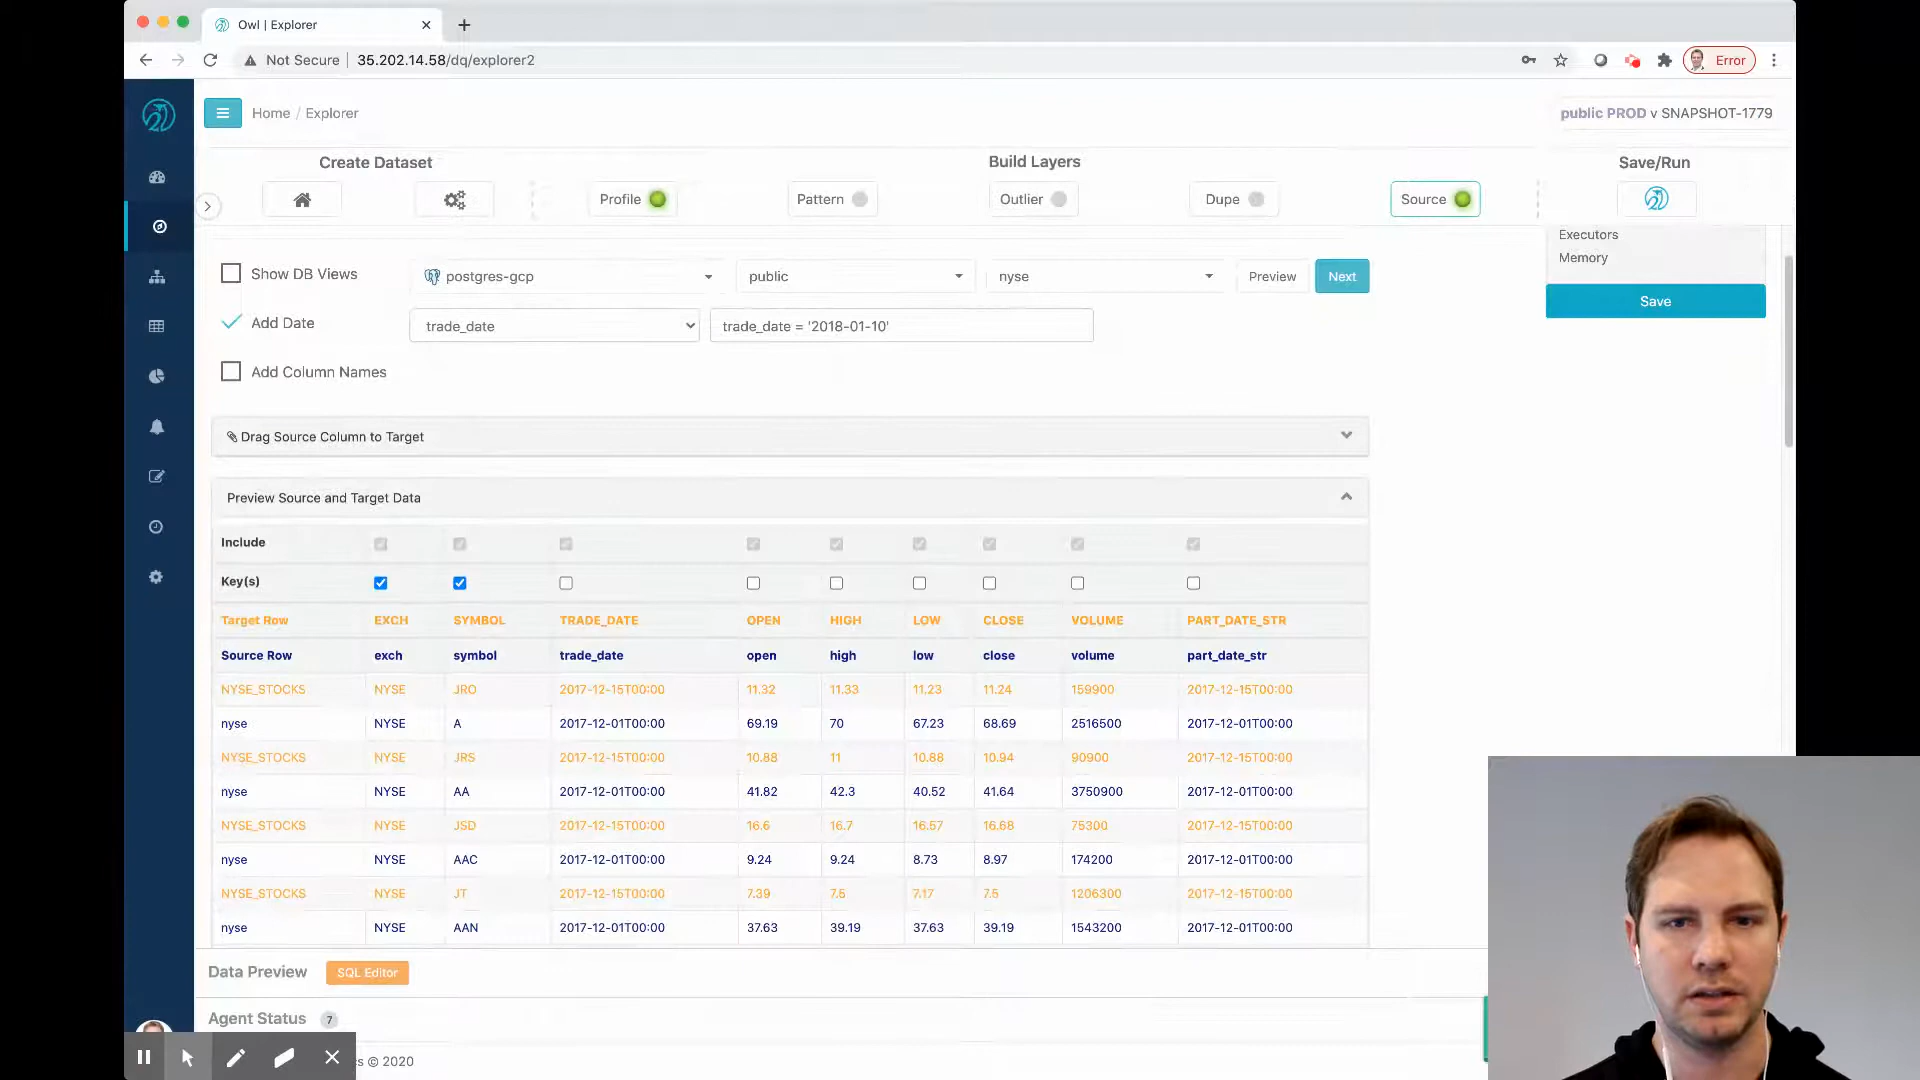 Owl | Explorer
Not Secure 35.202.14.58/dq/explorer2
Error
Home / Explorer
public PROD v SNAPSHOT-1779
Create Dataset
Build Layers
Save/Run
Profile
Pattern
Outlier
Dupe
Source
Executors
Memory
Save
Show DB Views
postgres-gcp
public
nyse
Preview
Next
Add Date
trade_date
trade_date = '2018-01-10'
Add Column Names
Drag Source Column to Target
Preview Source and Target Data
Include
Key(s)
Target Row EXCH SYMBOL TRADE_DATE OPEN HIGH LOW CLOSE VOLUME PART_DATE_STR
Source Row exch symbol trade_date open high low close volume part_date_str
NYSE_STOCKS NYSE JRO 2017-12-15T00:00 11.32 11.33 11.23 11.24 159900 2017-12-15T00:00
nyse NYSE A 2017-12-01T00:00 69.19 70 67.23 68.69 2516500 2017-12-01T00:00
NYSE_STOCKS NYSE JRS 2017-12-15T00:00 10.88 11 10.88 10.94 90900 2017-12-15T00:00
nyse NYSE AA 2017-12-01T00:00 41.82 42.3 40.52 41.64 3750900 2017-12-01T00:00
NYSE_STOCKS NYSE JSD 2017-12-15T00:00 16.6 16.7 16.57 16.68 75300 2017-12-15T00:00
nyse NYSE AAC 2017-12-01T00:00 9.24 9.24 8.73 8.97 174200 2017-12-01T00:00
NYSE_STOCKS NYSE JT 2017-12-15T00:00 7.39 7.5 7.17 7.5 1206300 2017-12-15T00:00
nyse NYSE AAN 2017-12-01T00:00 37.63 39.19 37.63 39.19 1543200 2017-12-01T00:00
Data Preview
SQL Editor
Agent Status 7
© 2020